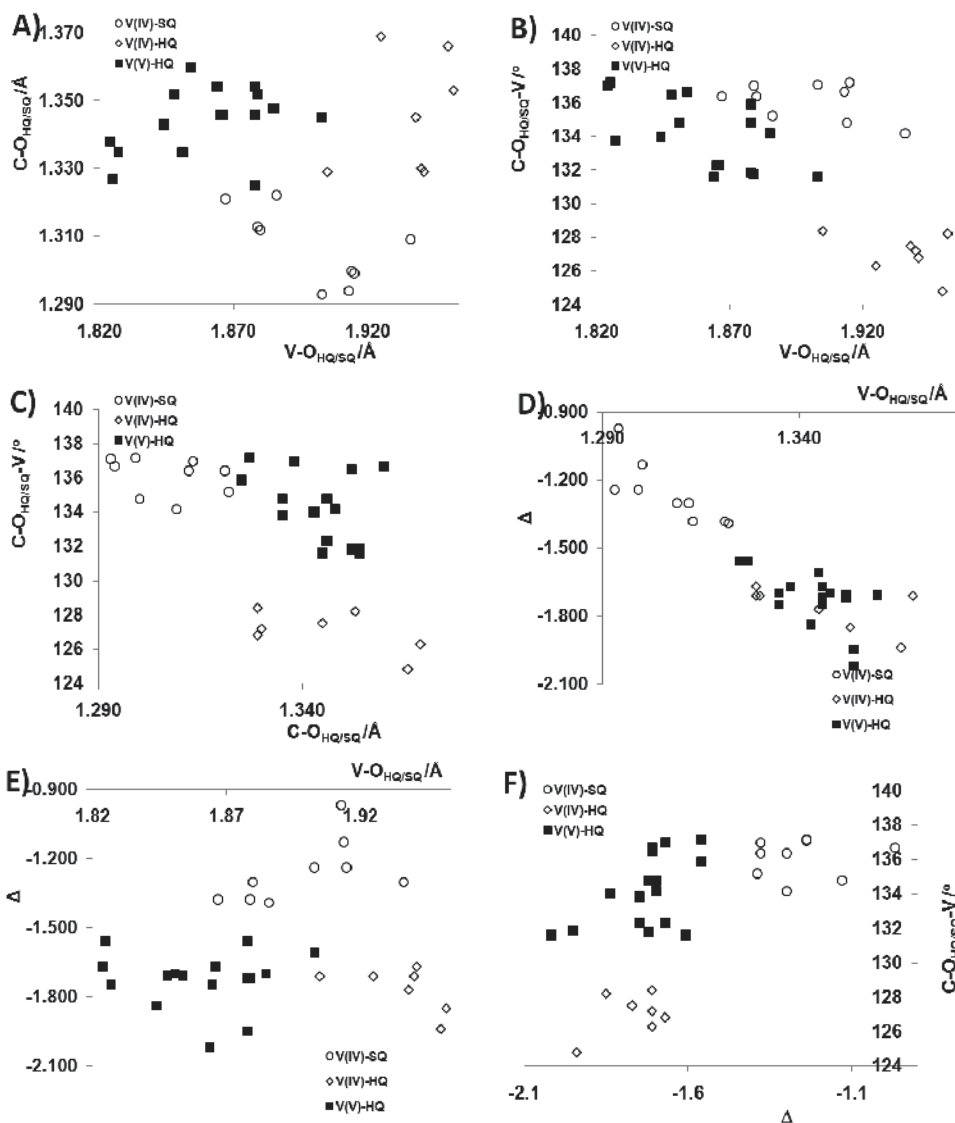 A)
V(IV)-SQ
V(IV)-HQ
V(V)-HQ
1.370
1.350
1.330
1.310
1.290
C-OHQ/SQ/Å
1.820 1.870 1.920
V-OHQ/SQ/Å
B)
V(IV)-SQ
V(IV)-HQ
V(V)-HQ
140
138
136
134
132
130
128
126
124
C-OHQ/SQ-V/°
1.820 1.870 1.920
V-OHQ/SQ/Å
C)
V(IV)-SQ
V(IV)-HQ
V(V)-HQ
140
138
136
134
132
130
128
126
124
C-OHQ/SQ-V/°
1.290 1.340
C-OHQ/SQ/Å
D)
V-OHQ/SQ/Å
-0.900
1.290 1.340
-1.200
-1.500
-1.800
-2.100
Δ
V(IV)-SQ
V(IV)-HQ
V(V)-HQ
E)
V-OHQ/SQ/Å
-0.900
1.82 1.87 1.92
-1.200
-1.500
-1.800
-2.100
Δ
V(IV)-SQ
V(IV)-HQ
V(V)-HQ
F)
V(IV)-SQ
V(IV)-HQ
V(V)-HQ
140
138
136
134
132
130
128
126
124
C-OHQ/SQ-V/°
-2.1 -1.6 -1.1
Δ